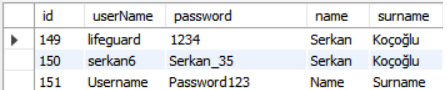 id userName password name surname
149 lifeguard 1234 Serkan Koçoğlu
150 serkan6 Serkan_35 Serkan Koçoğlu
151 Username Password123 Name Surname